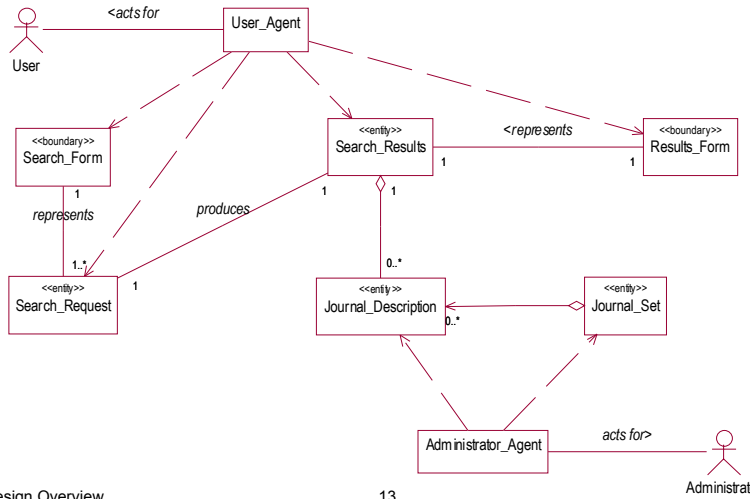 <acts for
User_Agent
User
<<boundary>>
Search_Form
<<entity>>
Search_Results
<represents
<<boundary>>
Results_Form
1
1
1
represents
produces
1
1
1..*
0..*
<<entity>>
Search_Request
1
<<entity>>
Journal_Description
0..*
<<entity>>
Journal_Set
Administrator_Agent
acts for>
Administrat
esign Overview
13